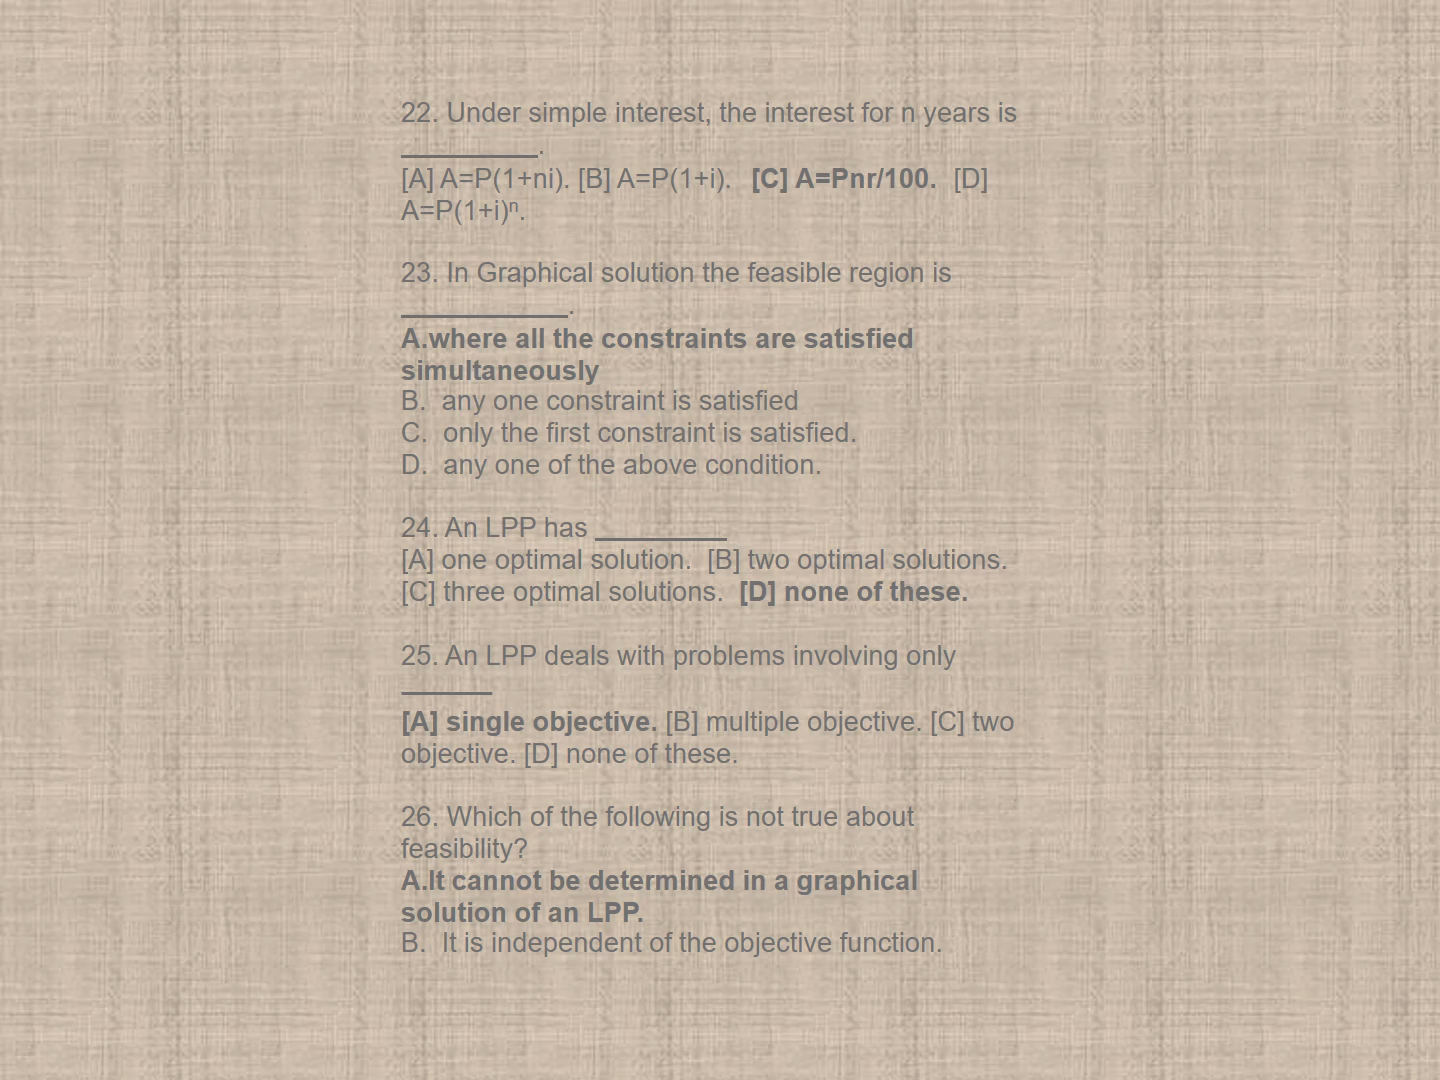 22. Under simple interest, the interest for n years is
_________.
[A] A=P(1+ni). [B] A=P(1+i). [C] A=Pnr/100. [D]
A=P(1+i)ⁿ.
23. In Graphical solution the feasible region is
___________.
A.where all the constraints are satisfied
simultaneously
B. any one constraint is satisfied
C. only the first constraint is satisfied.
D. any one of the above condition.
24. An LPP has _________
[A] one optimal solution. [B] two optimal solutions.
[C] three optimal solutions. [D] none of these.
25. An LPP deals with problems involving only
______
[A] single objective. [B] multiple objective. [C] two
objective. [D] none of these.
26. Which of the following is not true about
feasibility?
A.It cannot be determined in a graphical
solution of an LPP.
B. It is independent of the objective function.